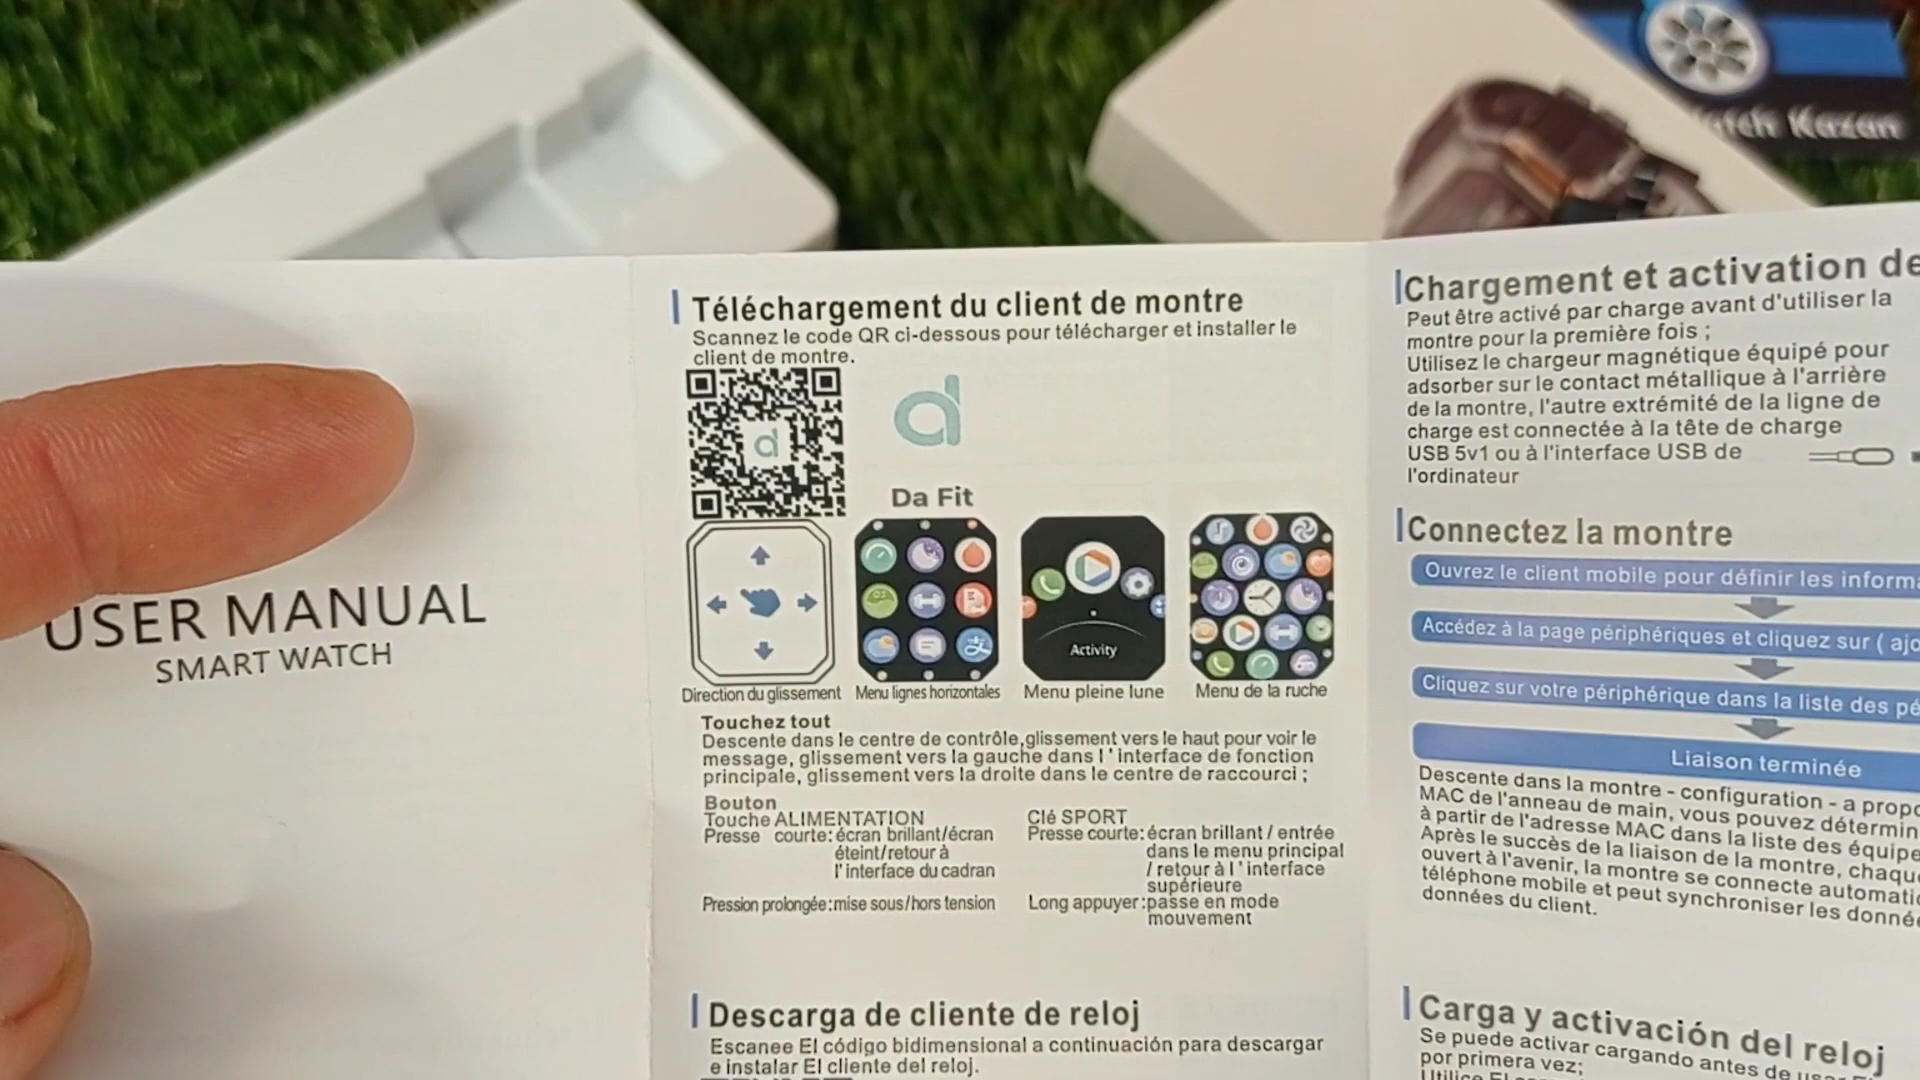 atch Kazan
USER MANUAL
SMART WATCH
Téléchargement du client de montre
Scannez le code QR ci-dessous pour télécharger et installer le
client de montre.
d
d
Da Fit
Activity
Direction du glissement
Menu lignes horizontales
Menu pleine lune
Menu de la ruche
Touchez tout
Descente dans le centre de contrôle,glissement vers le haut pour voir le
message, glissement vers la gauche dans l'interface de fonction
principale, glissement vers la droite dans le centre de raccourci ;
Bouton
Touche ALIMENTATION
Presse courte: écran brillant/écran
éteint/retour à
l'interface du cadran
Pression prolongée:mise sous/hors tension
Clé SPORT
Presse courte: écran brillant / entrée
dans le menu principal
/ retour à l'interface
supérieure
Long appuyer:passe en mode
mouvement
Descarga de cliente de reloj
Escanee El código bidimensional a continuación para descargar
e instalar El cliente del reloj.
Chargement et activation de
Peut être activé par charge avant d'utiliser la
montre pour la première fois ;
Utilisez le chargeur magnétique équipé pour
adsorber sur le contact métallique à l'arrière
de la montre, l'autre extrémité de la ligne de
charge est connectée à la tête de charge
USB 5v1 ou à l'interface USB de
l'ordinateur
Connectez la montre
Ouvrez le client mobile pour définir les informa
Accédez à la page périphériques et cliquez sur ( ajo
Cliquez sur votre périphérique dans la liste des pé
Liaison terminée
Descente dans la montre - configuration - a propo
MAC de l'anneau de main, vous pouvez détermin
à partir de l'adresse MAC dans la liste des équipe
Après le succès de la liaison de la montre, chaque
ouvert à l'avenir, la montre se connecte automatiq
téléphone mobile et peut synchroniser les donnée
données du client.
Carga y activación del reloj
Se puede activar cargando antes de usar El
por primera vez;